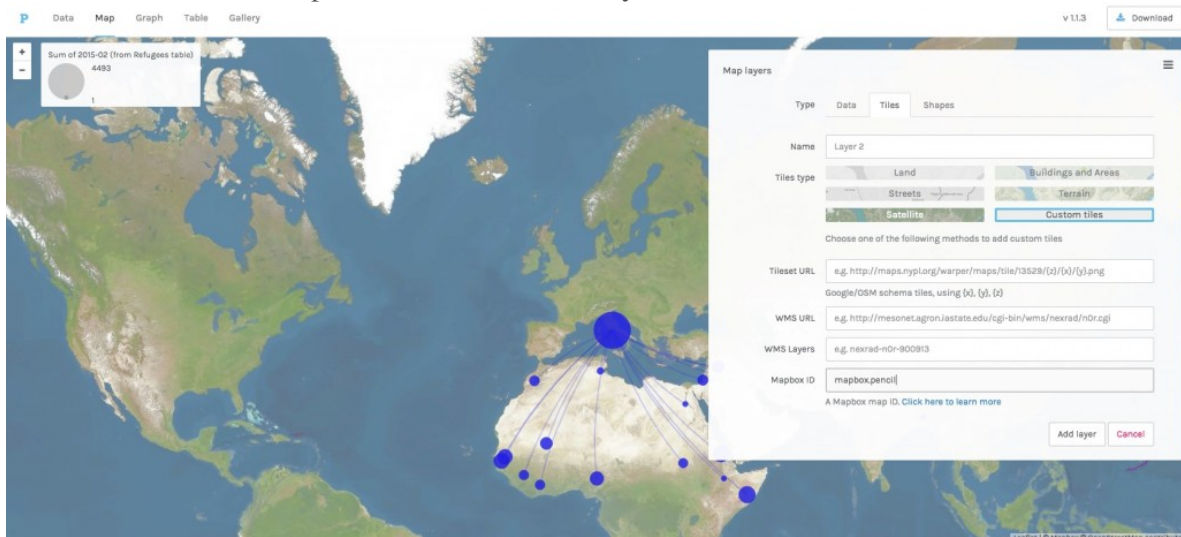 P Data Map Graph Table Gallery v 1.1.3 Download
+
−
Sum of 2015-02 (from Refugees table)
4493
1
Map layers
Type Data Tiles Shapes
Name Layer 2
Tiles type Land Buildings and Areas
Streets Terrain
Satellite Custom tiles
Choose one of the following methods to add custom tiles
Tileset URL e.g. http://maps.nypl.org/warper/maps/tile/13529/{z}/{x}/{y}.png
Google/OSM schema tiles, using {x}, {y}, {z}
WMS URL e.g. http://mesonet.agron.iastate.edu/cgi-bin/wms/nexrad/n0r.cgi
WMS Layers e.g. nexrad-n0r-900913
Mapbox ID mapbox.pencil
A Mapbox map ID. Click here to learn more
Add layer Cancel